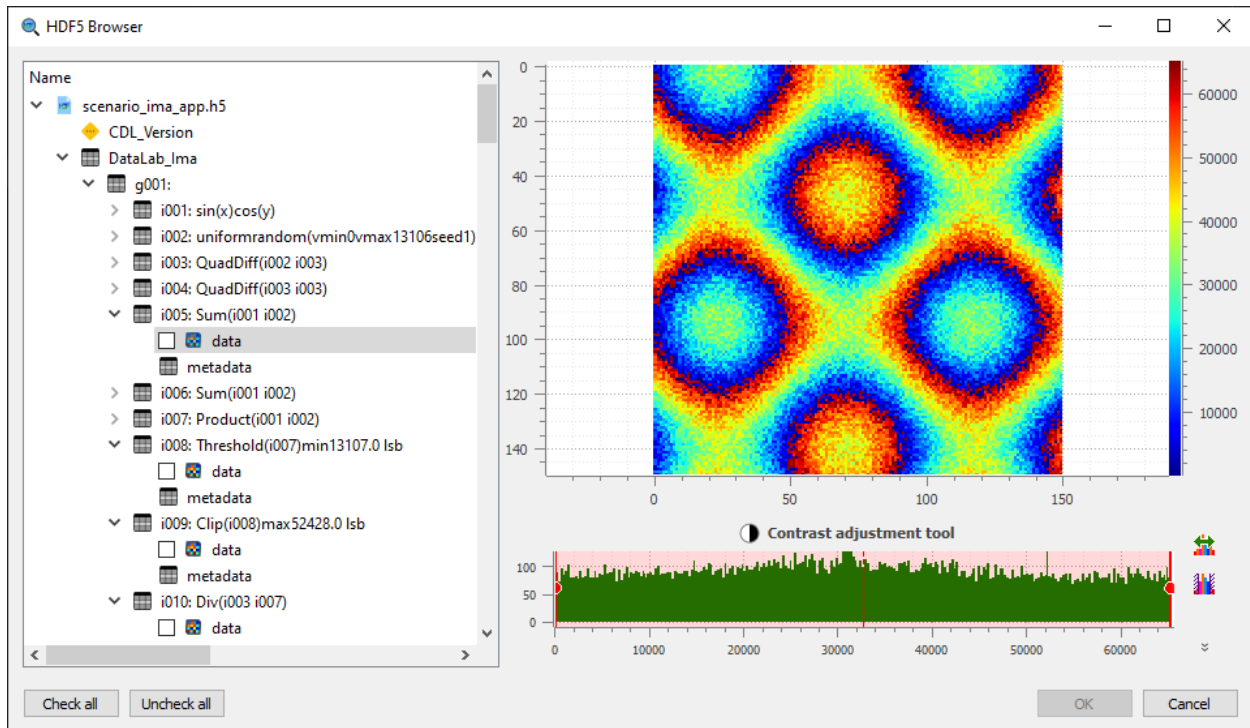 HDF5 Browser
Name
scenario_ima_app.h5
CDL_Version
DataLab_Ima
g001:
i001: sin(x)cos(y)
i002: uniformrandom(vmin0vmax13106seed1)
i003: QuadDiff(i002 i003)
i004: QuadDiff(i003 i003)
i005: Sum(i001 i002)
data
metadata
i006: Sum(i001 i002)
i007: Product(i001 i002)
i008: Threshold(i007)min13107.0 lsb
data
metadata
i009: Clip(i008)max52428.0 lsb
data
metadata
i010: Div(i003 i007)
data
Check all
Uncheck all
0
20
40
60
80
100
120
140
0 50 100 150
60000
50000
40000
30000
20000
10000
Contrast adjustment tool
100
50
0
0 10000 20000 30000 40000 50000 60000
OK
Cancel